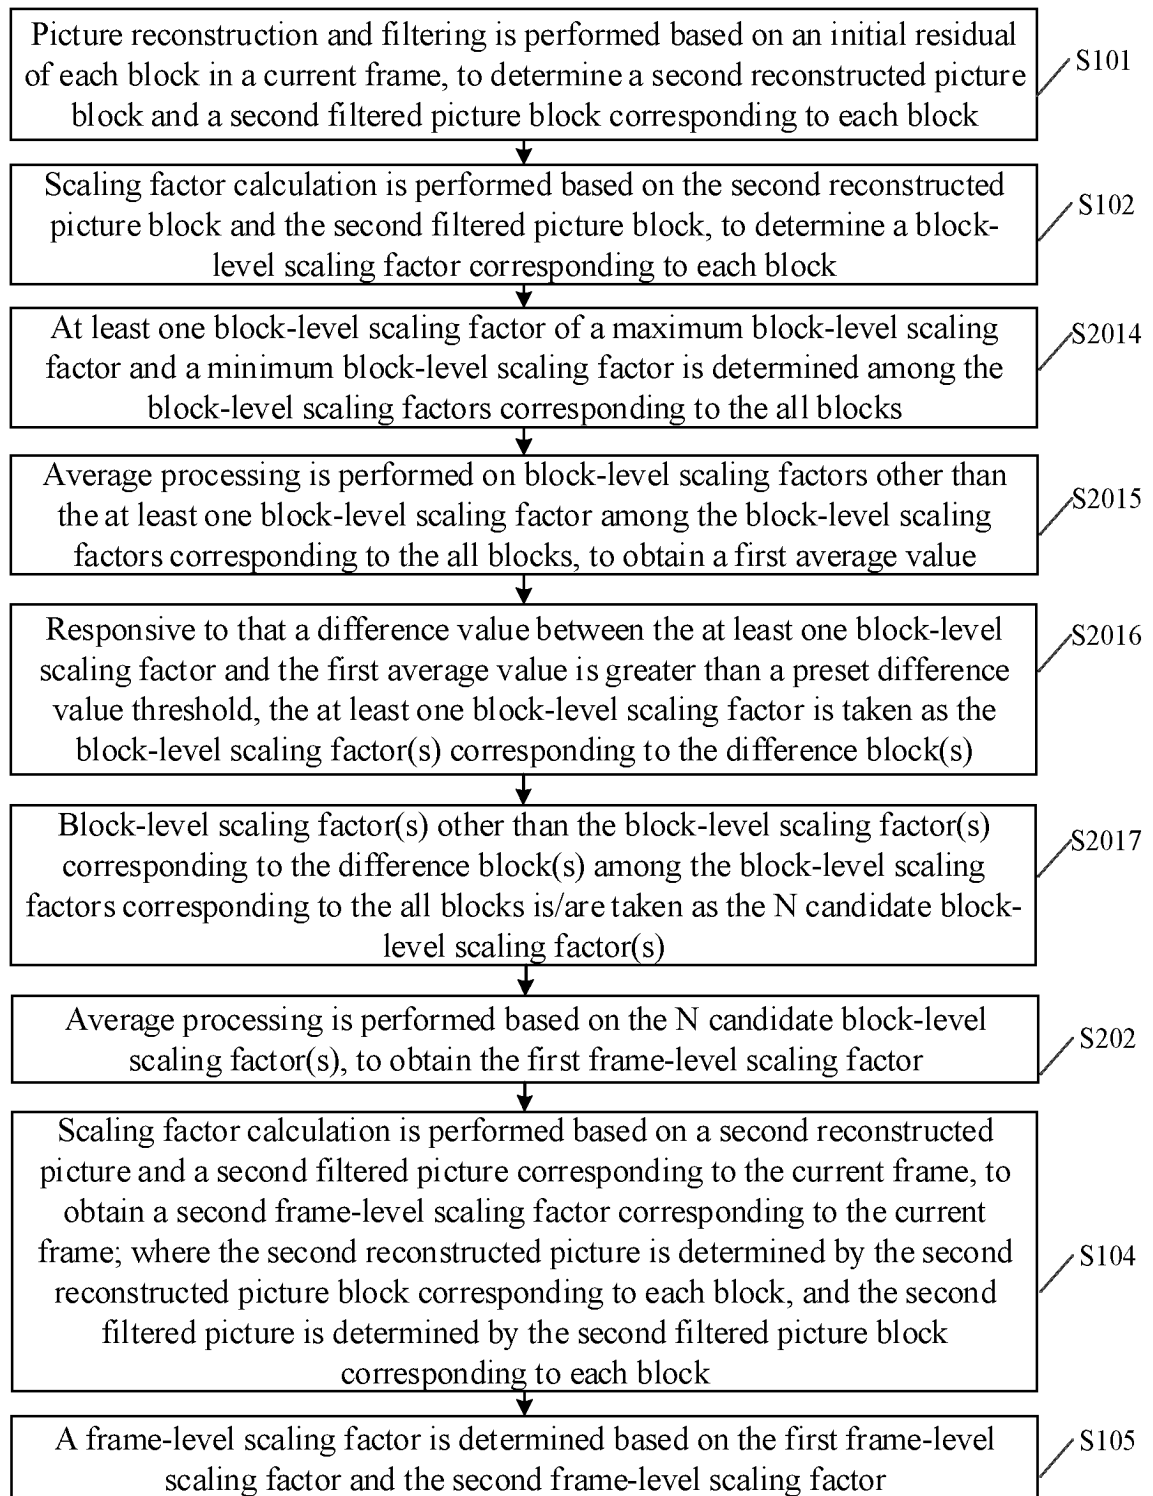 Picture reconstruction and filtering is performed based on an initial residual
of each block in a current frame, to determine a second reconstructed picture
block and a second filtered picture block corresponding to each block
S101
Scaling factor calculation is performed based on the second reconstructed
picture block and the second filtered picture block, to determine a block-
level scaling factor corresponding to each block
S102
At least one block-level scaling factor of a maximum block-level scaling
factor and a minimum block-level scaling factor is determined among the
block-level scaling factors corresponding to the all blocks
S2014
Average processing is performed on block-level scaling factors other than
the at least one block-level scaling factor among the block-level scaling
factors corresponding to the all blocks, to obtain a first average value
S2015
Responsive to that a difference value between the at least one block-level
scaling factor and the first average value is greater than a preset difference
value threshold, the at least one block-level scaling factor is taken as the
block-level scaling factor(s) corresponding to the difference block(s)
S2016
Block-level scaling factor(s) other than the block-level scaling factor(s)
corresponding to the difference block(s) among the block-level scaling
factors corresponding to the all blocks is/are taken as the N candidate block-
level scaling factor(s)
S2017
Average processing is performed based on the N candidate block-level
scaling factor(s), to obtain the first frame-level scaling factor
S202
Scaling factor calculation is performed based on a second reconstructed
picture and a second filtered picture corresponding to the current frame, to
obtain a second frame-level scaling factor corresponding to the current
frame; where the second reconstructed picture is determined by the second
reconstructed picture block corresponding to each block, and the second
filtered picture is determined by the second filtered picture block
corresponding to each block
S104
A frame-level scaling factor is determined based on the first frame-level
scaling factor and the second frame-level scaling factor
S105